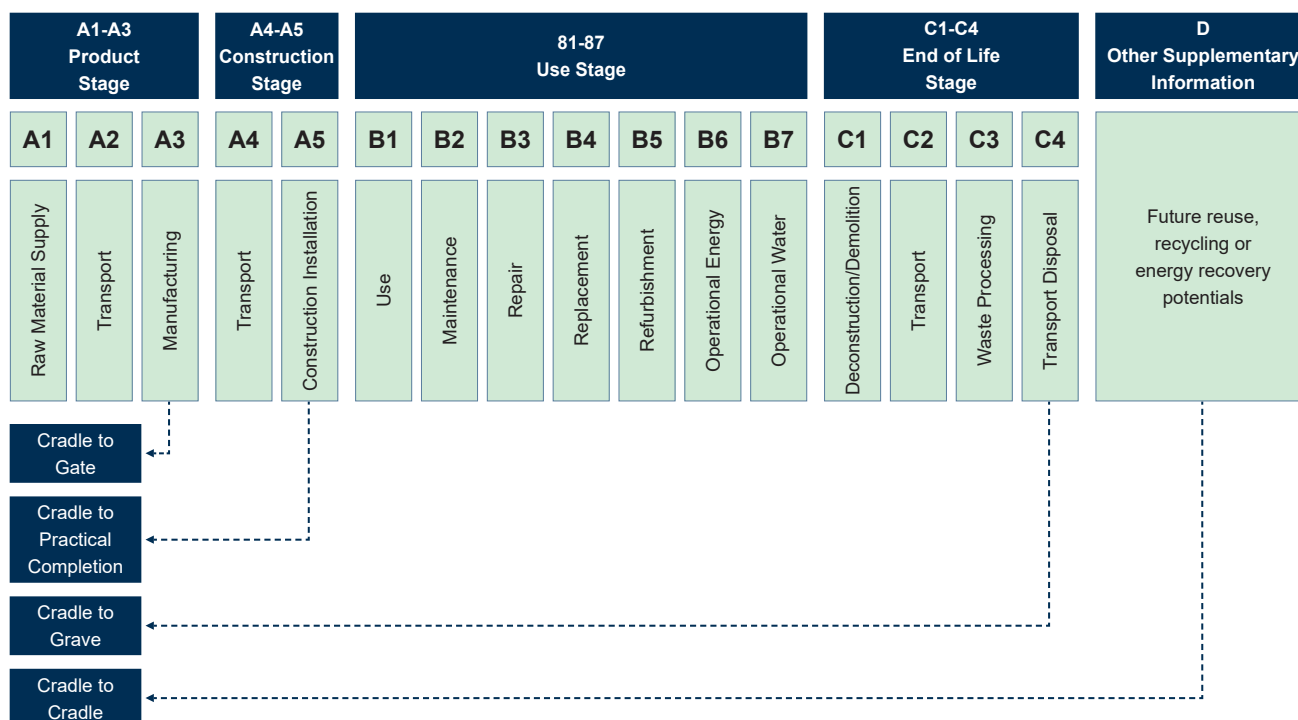 A1-A3
Product
Stage
A4-A5
Construction
Stage
81-87
Use Stage
C1-C4
End of Life
Stage
D
Other Supplementary
Information
A1
A2
A3
A4
A5
B1
B2
B3
B4
B5
B6
B7
C1
C2
C3
C4
Raw Material Supply
Transport
Manufacturing
Transport
Construction Installation
Use
Maintenance
Repair
Replacement
Refurbishment
Operational Energy
Operational Water
Deconstruction/Demolition
Transport
Waste Processing
Transport Disposal
Future reuse,
recycling or
energy recovery
potentials
Cradle to
Gate
Cradle to
Practical
Completion
Cradle to
Grave
Cradle to
Cradle